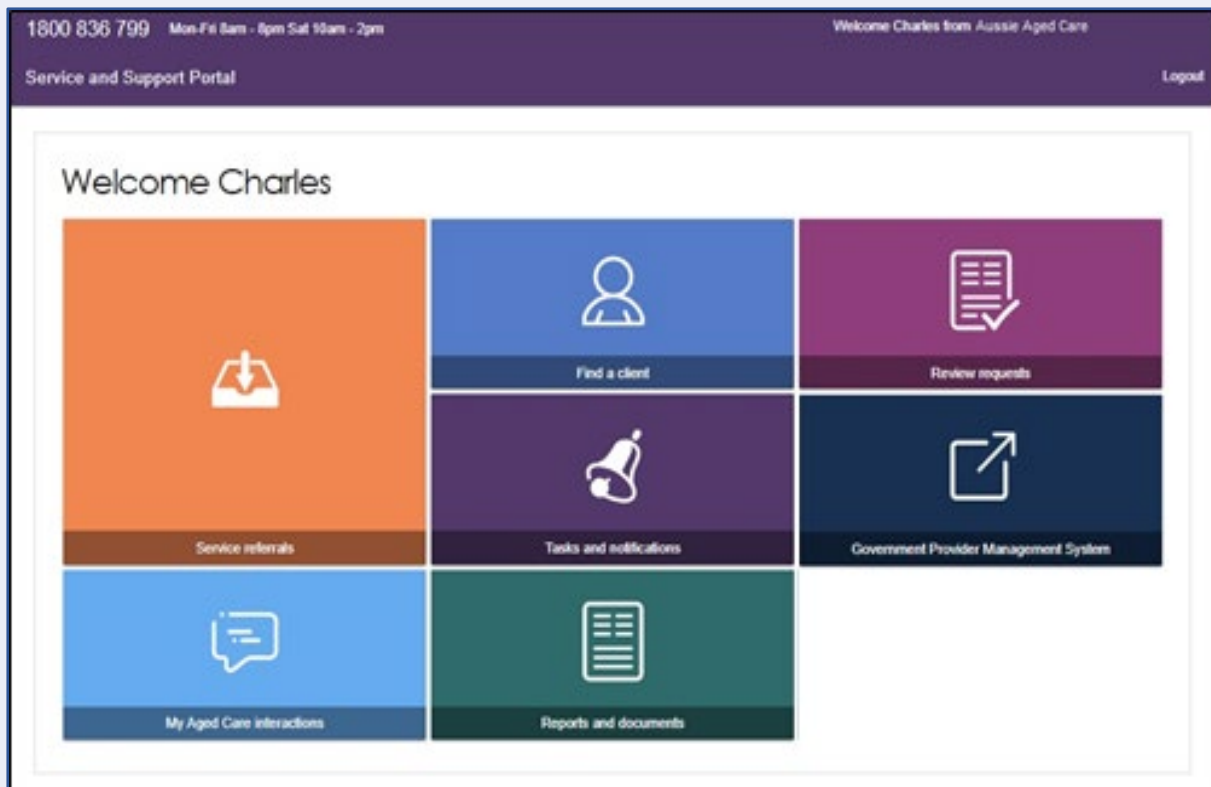 1800 836 799 Mon-Fri 8am - 8pm Sat 10am - 2pm
Welcome Charles from Aussie Aged Care
Service and Support Portal
Logout
Welcome Charles
Service referrals
Find a client
Review requests
Tasks and notifications
Government Provider Management System
My Aged Care interactions
Reports and documents